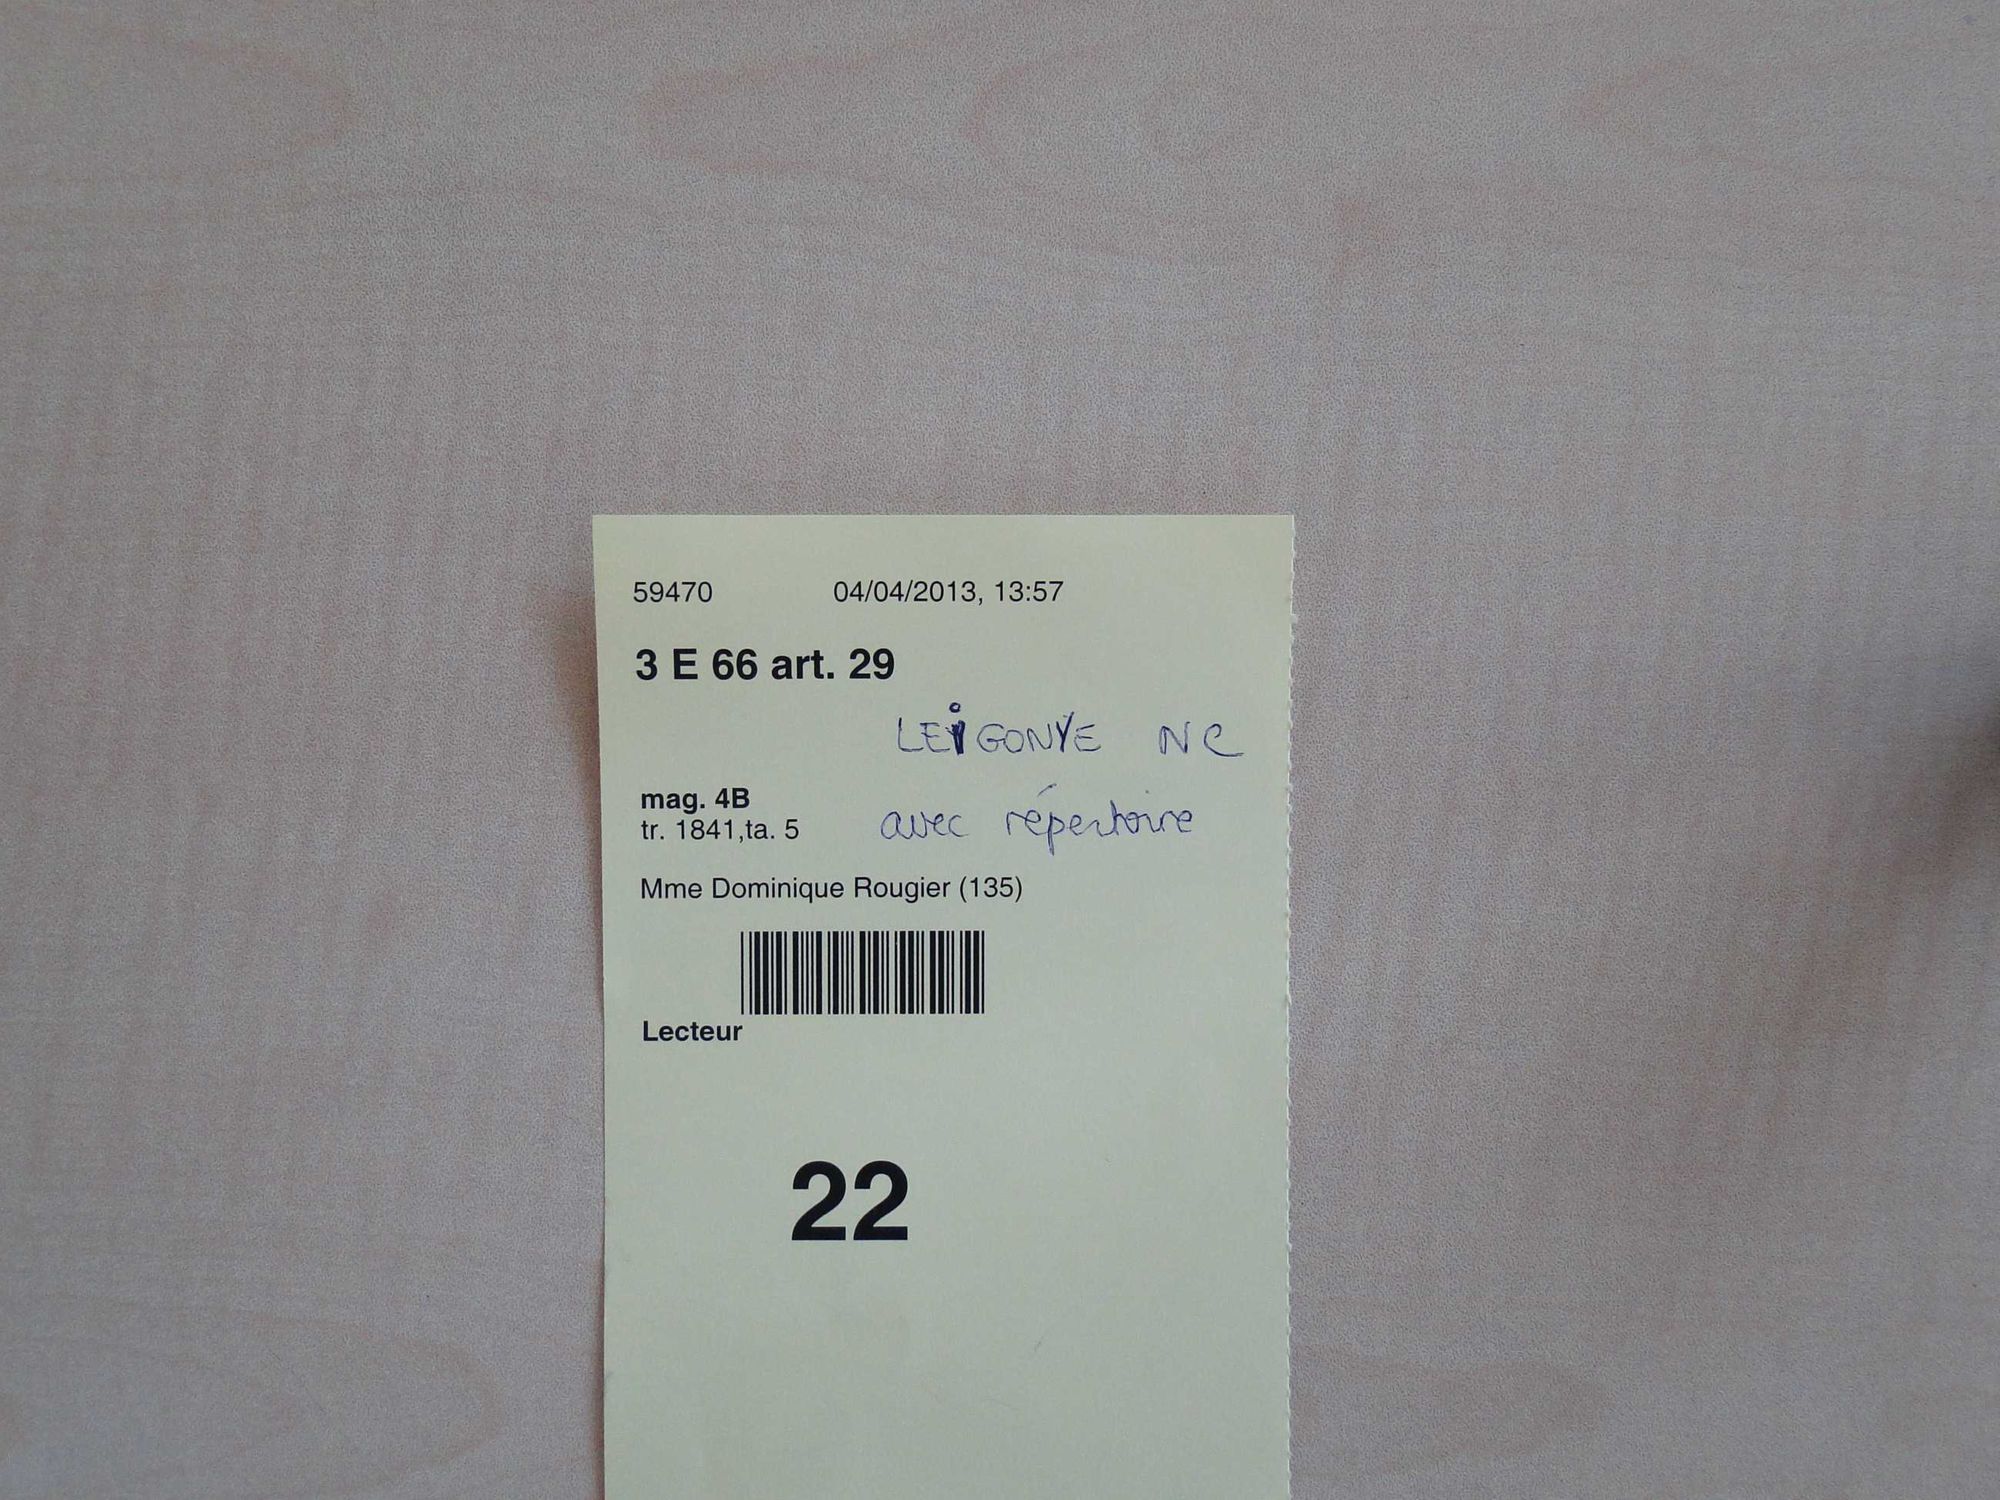 59470 04/04/2013, 13:57
3 E 66 art. 29
LEiGONYE NC
mag. 4B
tr. 1841,ta. 5
avec répertoire
Mme Dominique Rougier (135)
Lecteur
22